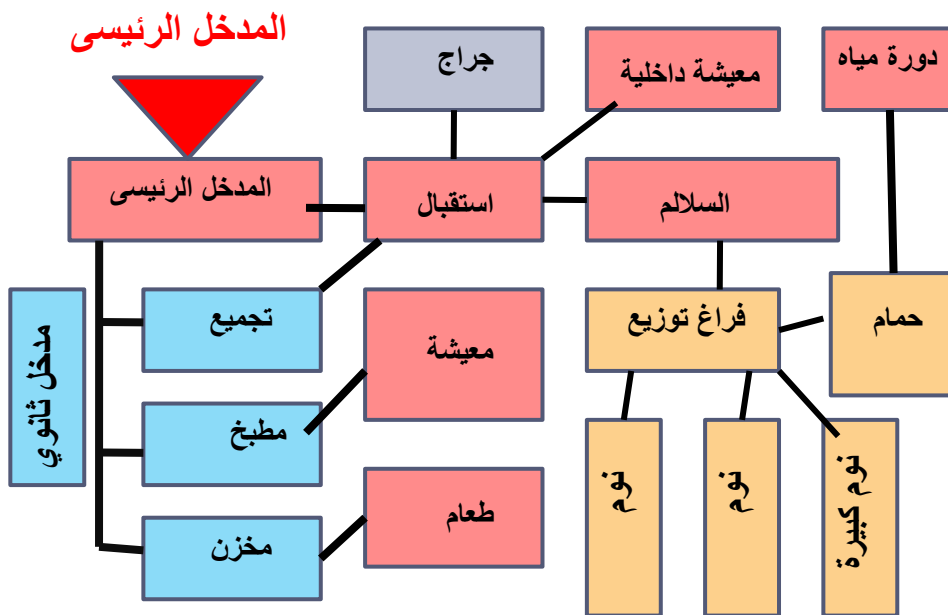 المدخل الرئيسى
جراج
معيشة داخلية
دورة مياه
المدخل الرئيسى
استقبال
السلالم
مدخل ثانوي
تجميع
معيشة
فراغ توزيع
حمام
مطبخ
نوم
نوم
نوم كبيرة
مخزن
طعام